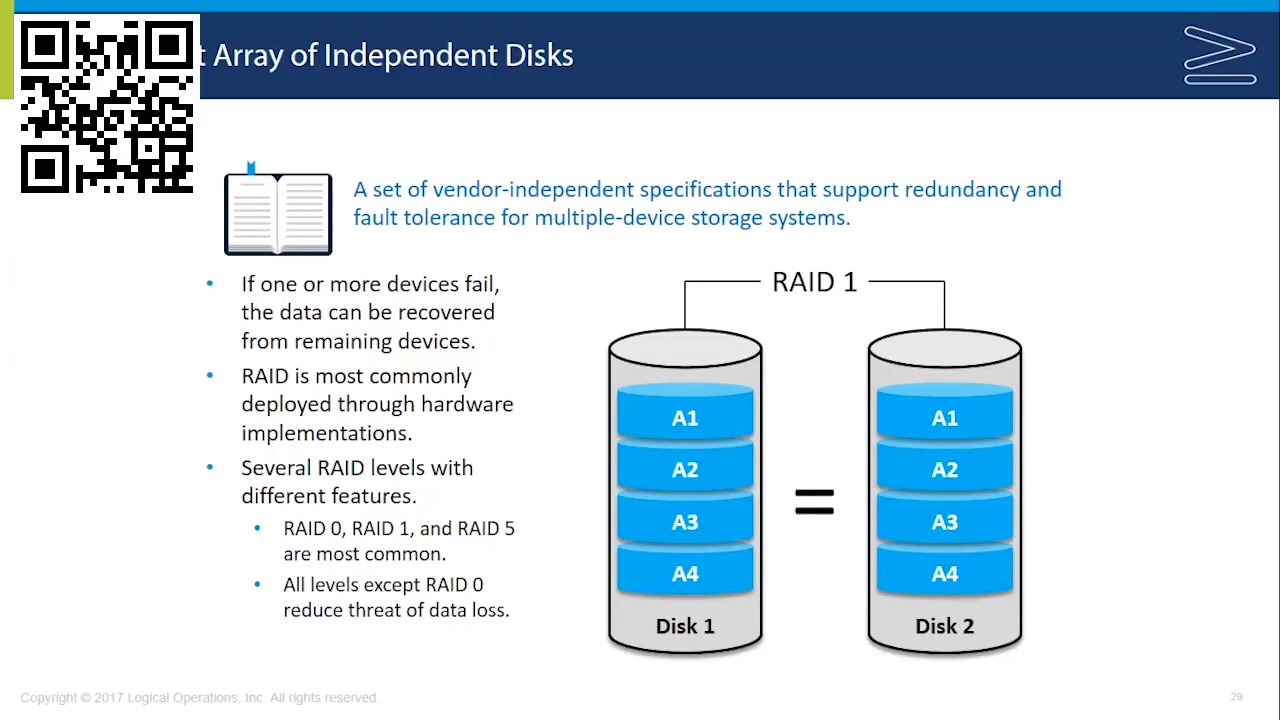 t Array of Independent Disks
A set of vendor-independent specifications that support redundancy and
fault tolerance for multiple-device storage systems.
• If one or more devices fail,
the data can be recovered
from remaining devices.
• RAID is most commonly
deployed through hardware
implementations.
• Several RAID levels with
different features.
• RAID 0, RAID 1, and RAID 5
are most common.
• All levels except RAID 0
reduce threat of data loss.
RAID 1
A1
A2
A3
A4
Disk 1
=
A1
A2
A3
A4
Disk 2
Copyright © 2017 Logical Operations, Inc. All rights reserved.
29